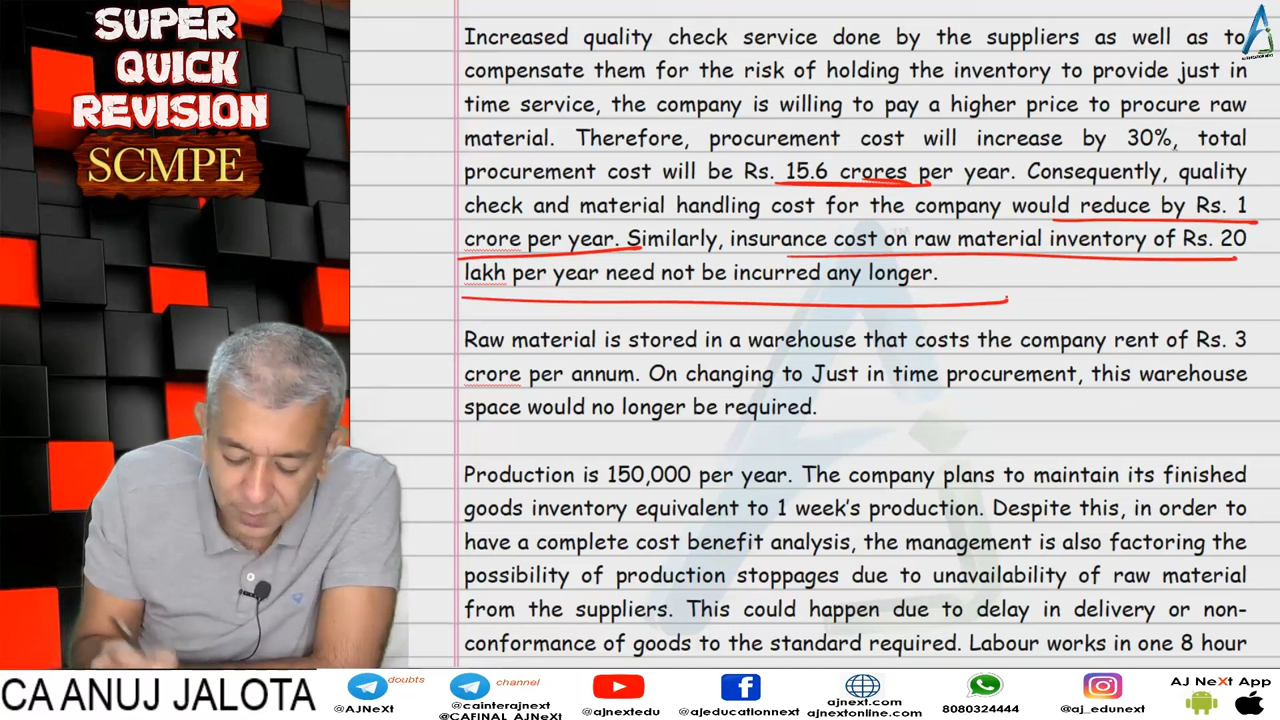 SUPER
QUICK
REVISION
SCMPE
Increased quality check service done by the suppliers as well as to
compensate them for the risk of holding the inventory to provide just in
time service, the company is willing to pay a higher price to procure raw
material. Therefore, procurement cost will increase by 30%, total
procurement cost will be Rs. 15.6 crores per year. Consequently, quality
check and material handling cost for the company would reduce by Rs. 1
crore per year. Similarly, insurance cost on raw material inventory of Rs. 20
lakh per year need not be incurred any longer.
Raw material is stored in a warehouse that costs the company rent of Rs. 3
crore per annum. On changing to Just in time procurement, this warehouse
space would no longer be required.
Production is 150,000 per year. The company plans to maintain its finished
goods inventory equivalent to 1 week's production. Despite this, in order to
have a complete cost benefit analysis, the management is also factoring the
possibility of production stoppages due to unavailability of raw material
from the suppliers. This could happen due to delay in delivery or non-
conformance of goods to the standard required. Labour works in one 8 hour
CA ANUJ JALOTA
doubts
@AJNeXt
channel
@cainterajnext
@CAFINAL_AJNeXt
@ajnextedu
@ajeducationnext
ajnext.com
ajnextonline.com
8080324444
@aj_edunext
AJ NeXt App